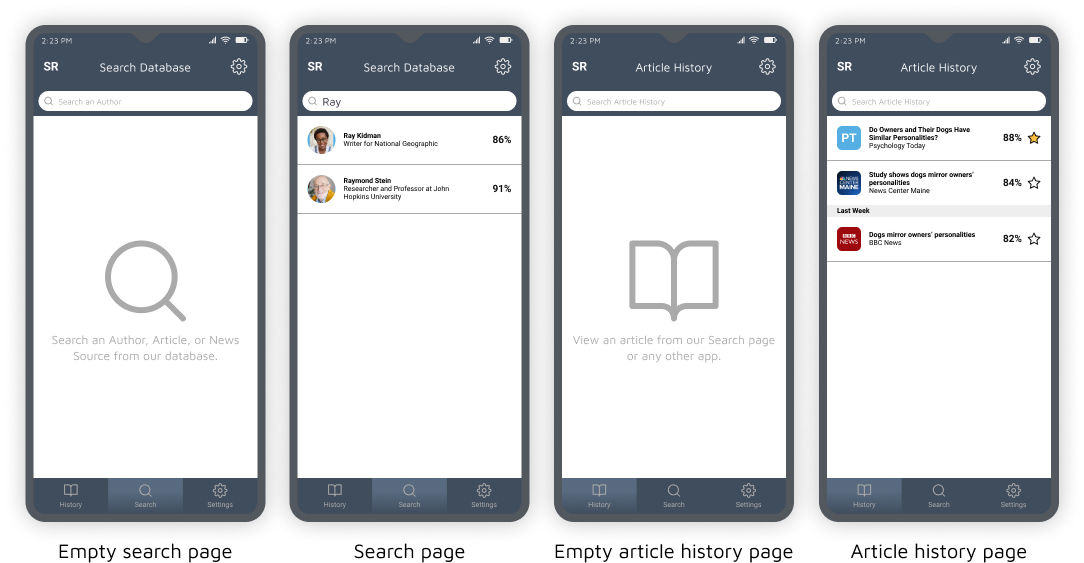 2:23 PM
SR
Search Database
Search an Author
Search an Author, Article, or News
Source from our database.
History
Search
Settings
Empty search page
2:23 PM
SR
Search Database
Ray
Ray Kidman
Writer for National Geographic
86%
Raymond Stein
Researcher and Professor at John
Hopkins University
91%
History
Search
Settings
Search page
2:23 PM
SR
Article History
Search Article History
View an article from our Search page
or any other app.
History
Search
Settings
Empty article history page
2:23 PM
SR
Article History
Search Article History
PT
Do Owners and Their Dogs Have
Similar Personalities?
Psychology Today
88%
NEWS
CENTER
MAINE
Study shows dogs mirror owners'
personalities
News Center Maine
84%
Last Week
BBC
NEWS
Dogs mirror owners' personalities
BBC News
82%
History
Search
Settings
Article history page